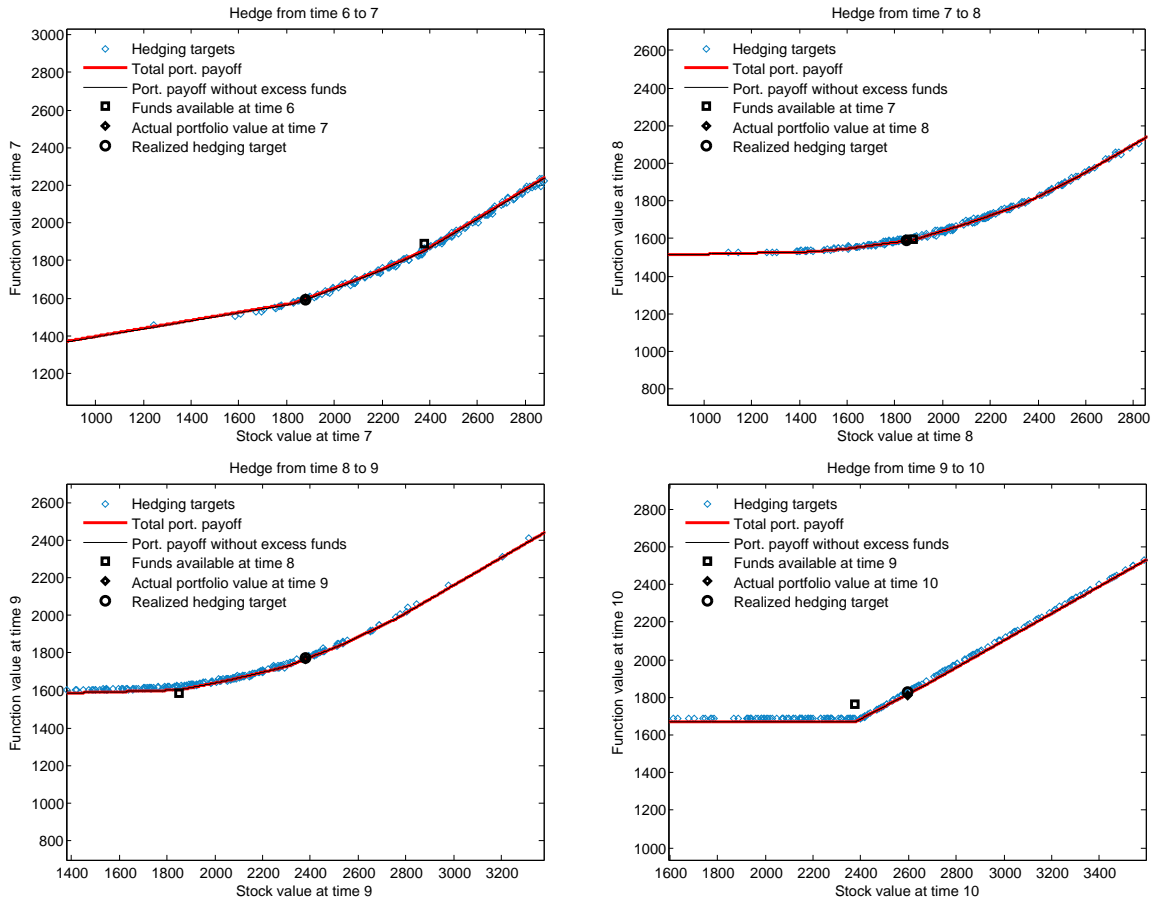 Hedge from time 6 to 7
3000
2800
2600
2400
2200
2000
1800
1600
1400
1200
Function value at time 7
Hedging targets
Total port. payoff
Port. payoff without excess funds
Funds available at time 6
Actual portfolio value at time 7
Realized hedging target
1000 1200 1400 1600 1800 2000 2200 2400 2600 2800
Stock value at time 7
Hedge from time 7 to 8
2600
2400
2200
2000
1800
1600
1400
1200
1000
800
Function value at time 8
Hedging targets
Total port. payoff
Port. payoff without excess funds
Funds available at time 7
Actual portfolio value at time 8
Realized hedging target
1000 1200 1400 1600 1800 2000 2200 2400 2600 2800
Stock value at time 8
Hedge from time 8 to 9
2600
2400
2200
2000
1800
1600
1400
1200
1000
800
Function value at time 9
Hedging targets
Total port. payoff
Port. payoff without excess funds
Funds available at time 8
Actual portfolio value at time 9
Realized hedging target
1400 1600 1800 2000 2200 2400 2600 2800 3000 3200
Stock value at time 9
Hedge from time 9 to 10
2800
2600
2400
2200
2000
1800
1600
1400
1200
1000
Function value at time 10
Hedging targets
Total port. payoff
Port. payoff without excess funds
Funds available at time 9
Actual portfolio value at time 10
Realized hedging target
1600 1800 2000 2200 2400 2600 2800 3000 3200 3400
Stock value at time 10